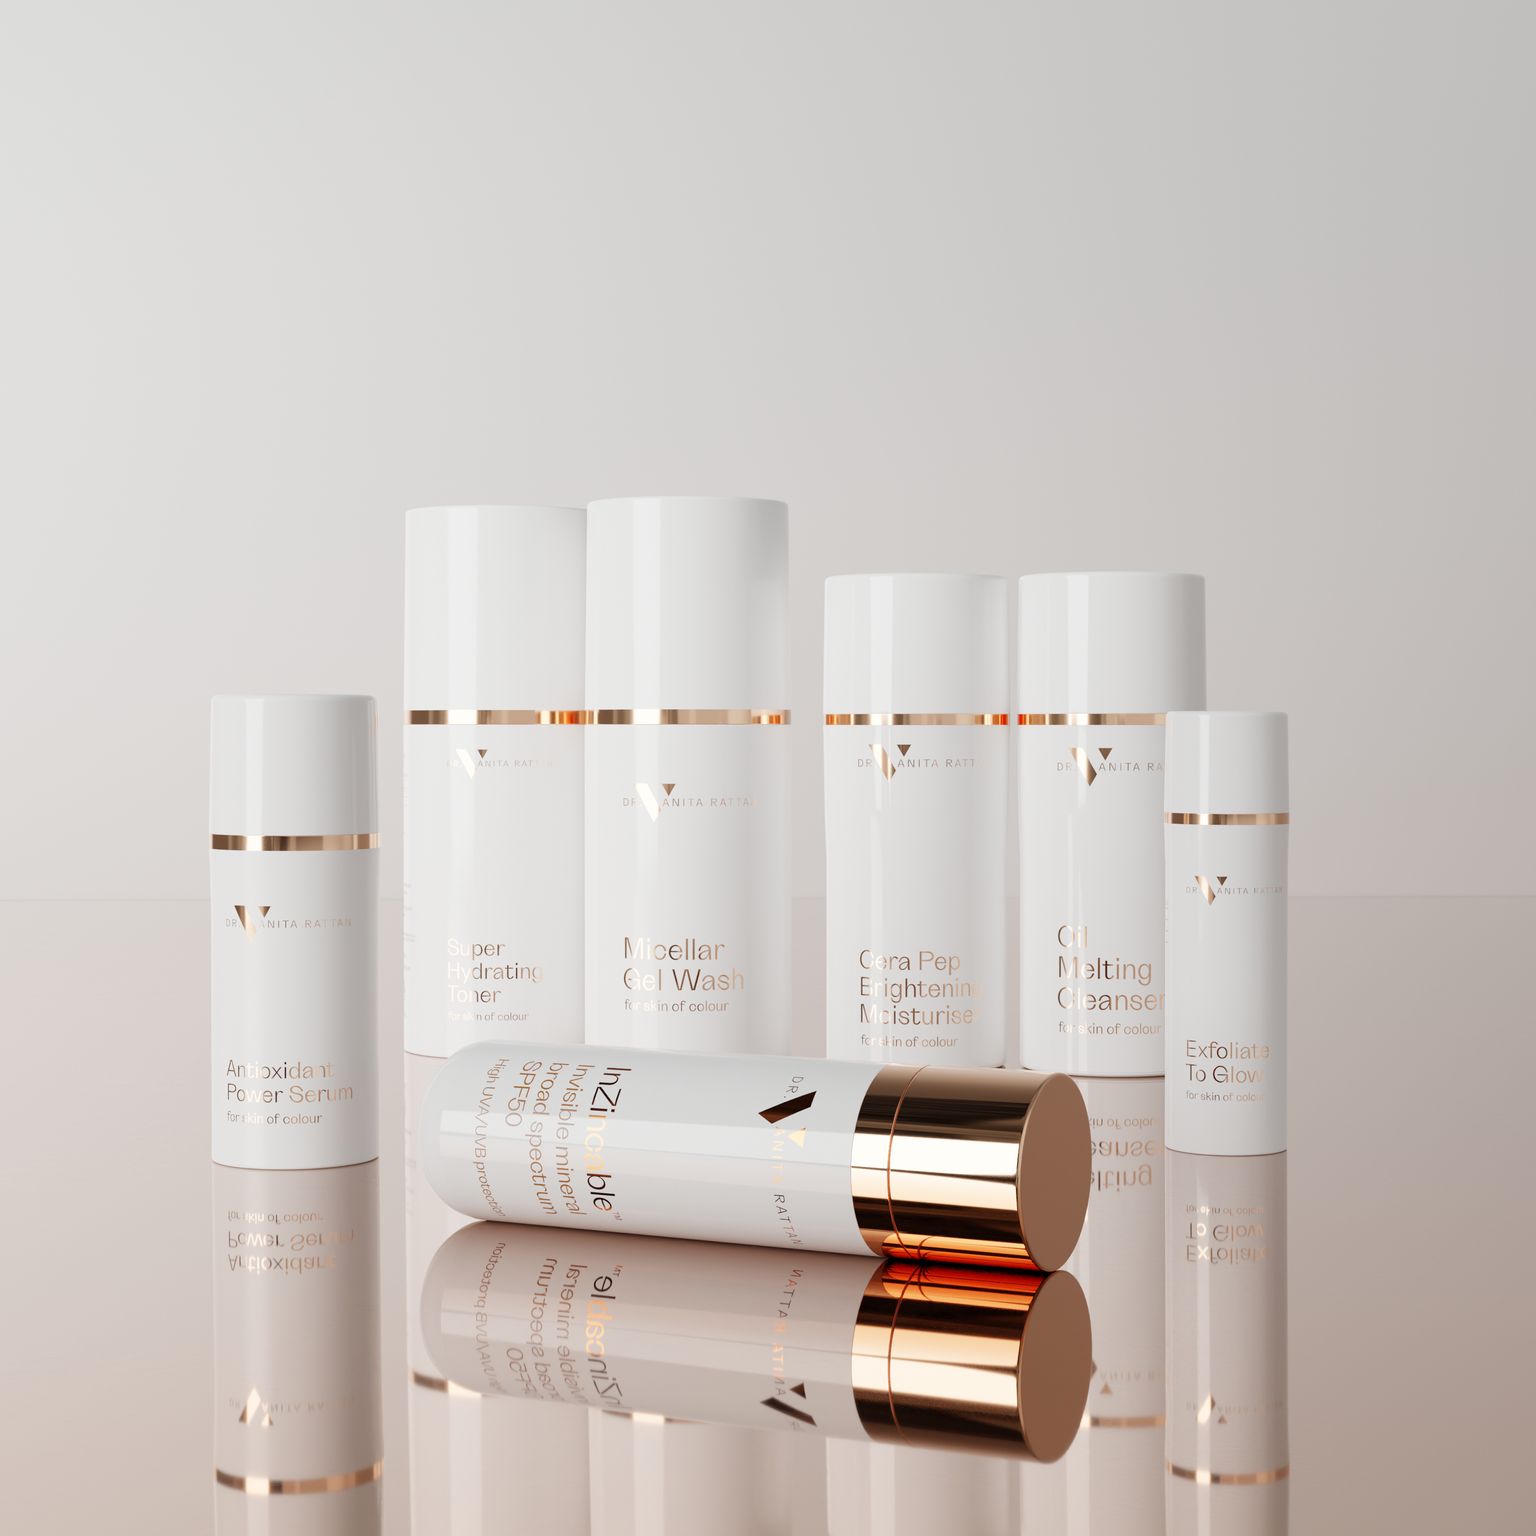 DR. VANITA RATTAN
Antioxidant
Power Serum
for skin of colour
DR. VANITA RATTAN
Super
Hydrating
Toner
for skin of colour
DR. VANITA RATTAN
Micellar
Gel Wash
for skin of colour
DR. VANITA RATTAN
Cera Pep
Brightening
Moisturiser
for skin of colour
DR. VANITA RA
Oil
Melting
Cleanser
for skin of colour
DR. VANITA RATTAN
Exfoliate
To Glow
for skin of colour
DR. VANITA RATTAN
InZincable™
Invisible mineral
broad spectrum
SPF50
High UVA/UVB protection